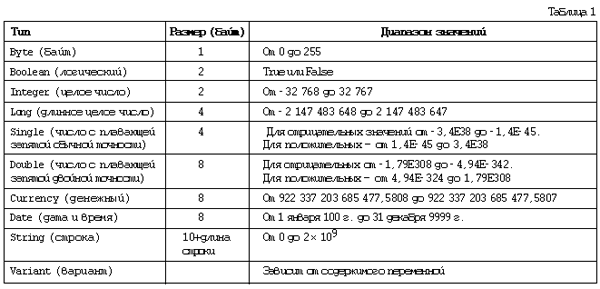 Таблица 1
Тип Размер (байт) Диапазон значений
Byte (байт) 1 От 0 до 255
Boolean (логический) 2 True или False
Integer (целое число) 2 От - 32 768 до 32 767
Long (длинное целое число) 4 От - 2 147 483 648 до 2 147 483 647
Single (число с плавающей запятой обычной точности) 4 Для отрицательных значений от - 3,4E38 до - 1,4E- 45.
Для положительных – от 1,4E- 45 до 3,4E38
Double (число с плавающей запятой двойной точности) 8 Для отрицательных от - 1,79E308 до - 4,94E- 342.
Для положительных – от 4,94E- 324 до 1,79E308
Currency (денежный) 8 От 922 337 203 685 477,5808 до 922 337 203 685 477,5807
Date (дата и время) 8 От 1 января 100 г. до 31 декабря 9999 г.
String (строка) 10+длина строки От 0 до 2× 10⁹
Variant (вариант) Зависит от содержимого переменной